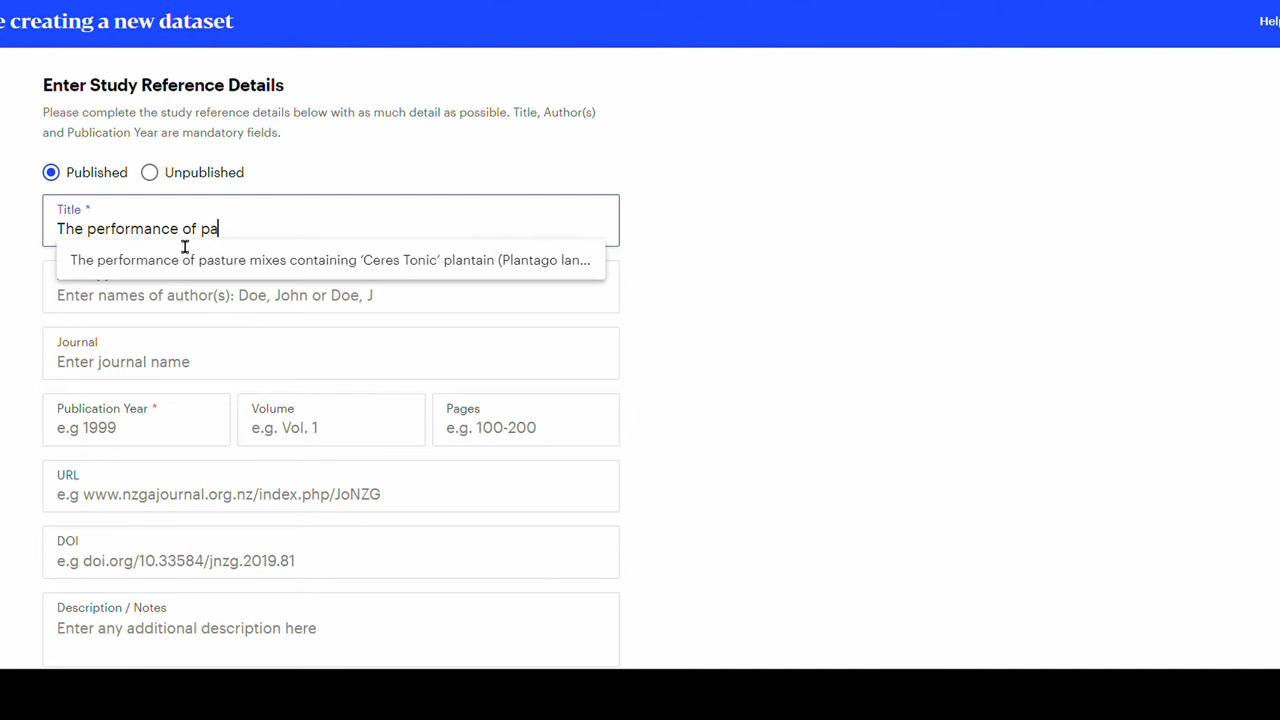 e creating a new dataset
Help
Enter Study Reference Details
Please complete the study reference details below with as much detail as possible. Title, Author(s)
and Publication Year are mandatory fields.
Published
Unpublished
Title *
The performance of pa
The performance of pasture mixes containing ‘Ceres Tonic’ plantain (Plantago lan...
Enter names of author(s): Doe, John or Doe, J
Journal
Enter journal name
Publication Year *
Volume
Pages
e.g 1999
e.g. Vol. 1
e.g. 100-200
URL
e.g www.nzgajournal.org.nz/index.php/JoNZG
DOI
e.g doi.org/10.33584/jnzg.2019.81
Description / Notes
Enter any additional description here